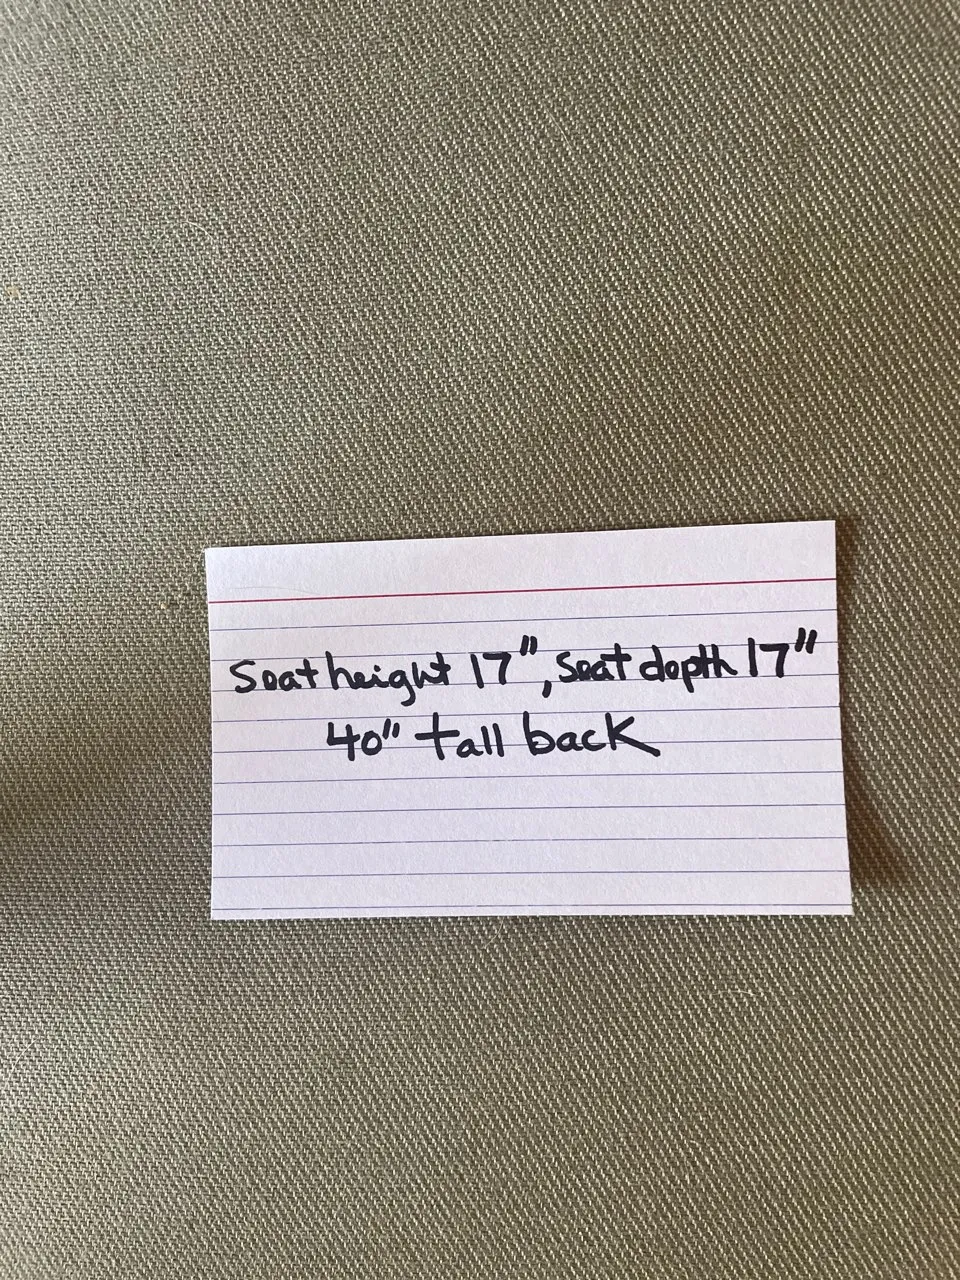 Seat height 17", Seat depth 17"
40" tall back